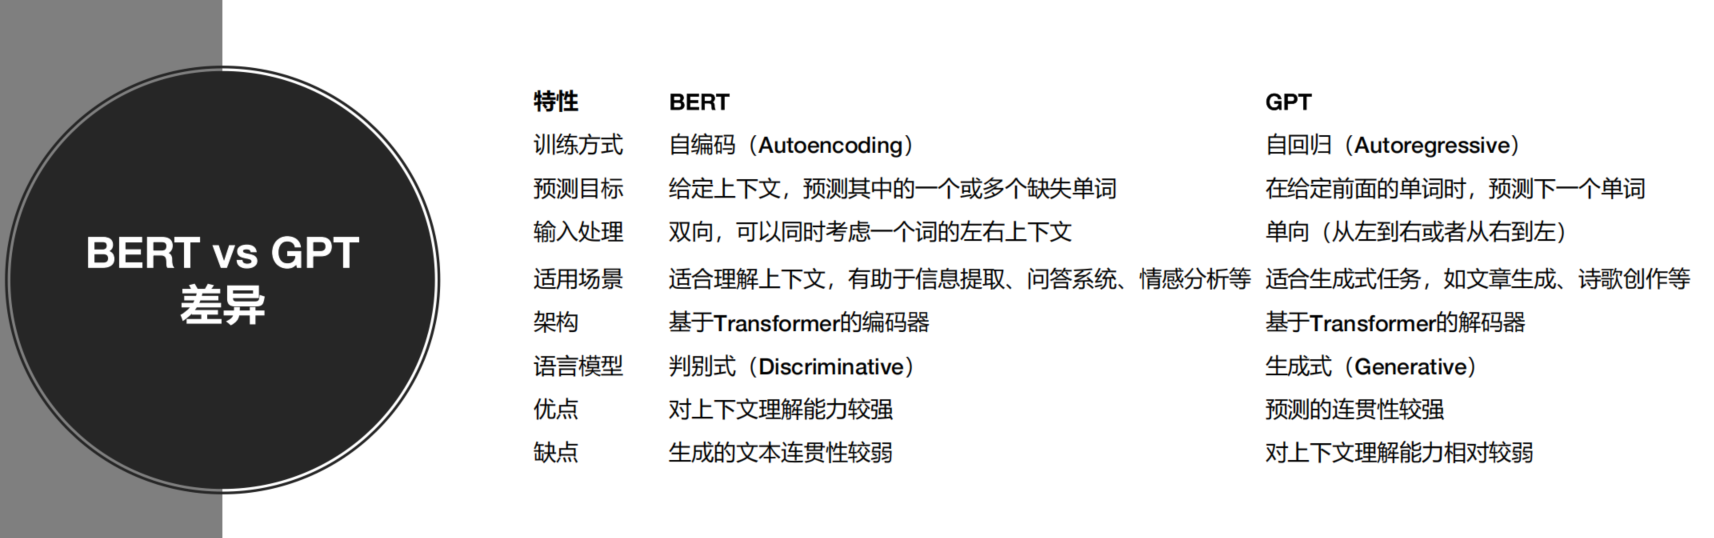 BERT vs GPT
差异
特性 BERT GPT
训练方式 自编码（Autoencoding） 自回归（Autoregressive）
预测目标 给定上下文，预测其中的一个或多个缺失单词 在给定前面的单词时，预测下一个单词
输入处理 双向，可以同时考虑一个词的左右上下文 单向（从左到右或者从右到左）
适用场景 适合理解上下文，有助于信息提取、问答系统、情感分析等 适合生成式任务，如文章生成、诗歌创作等
架构 基于Transformer的编码器 基于Transformer的解码器
语言模型 判别式（Discriminative） 生成式（Generative）
优点 对上下文理解能力较强 预测的连贯性较强
缺点 生成的文本连贯性较弱 对上下文理解能力相对较弱